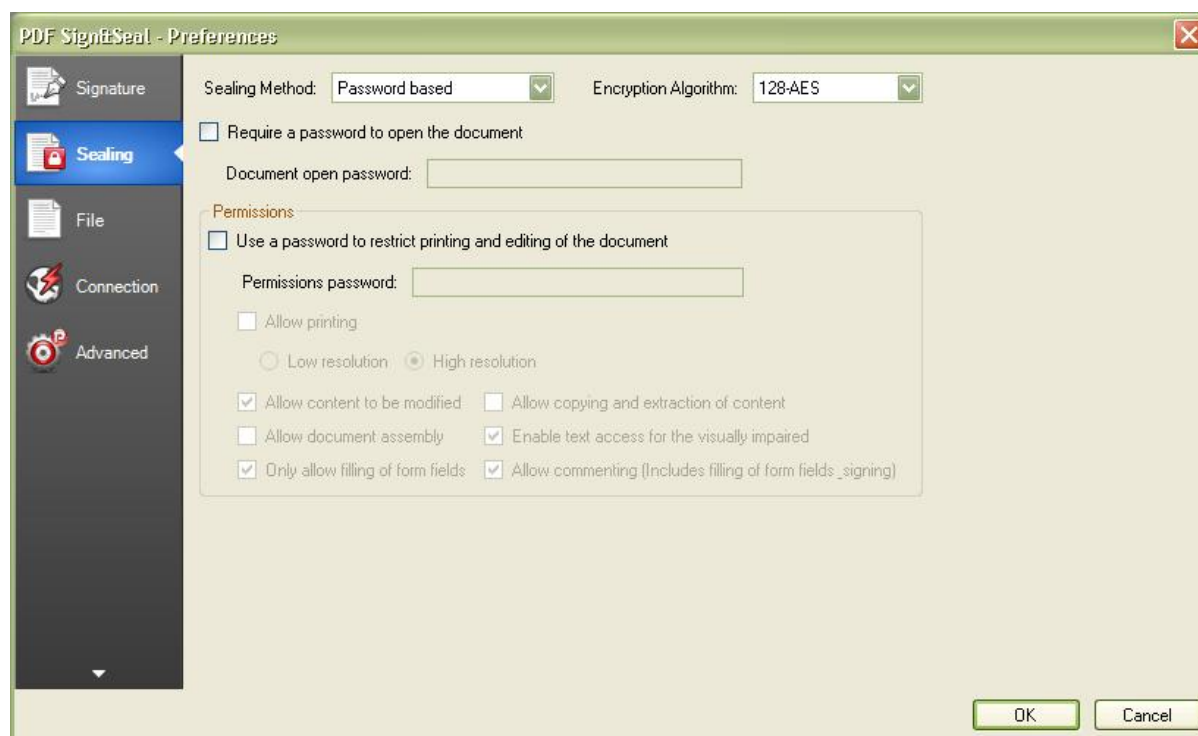 PDF Sign&Seal - Preferences
Signature
Sealing
File
Connection
Advanced
Sealing Method: Password based Encryption Algorithm: 128-AES
Require a password to open the document
Document open password:
Permissions
Use a password to restrict printing and editing of the document
Permissions password:
Allow printing
Low resolution High resolution
Allow content to be modified Allow copying and extraction of content
Allow document assembly Enable text access for the visually impaired
Only allow filling of form fields Allow commenting (Includes filling of form fields _signing)
OK Cancel